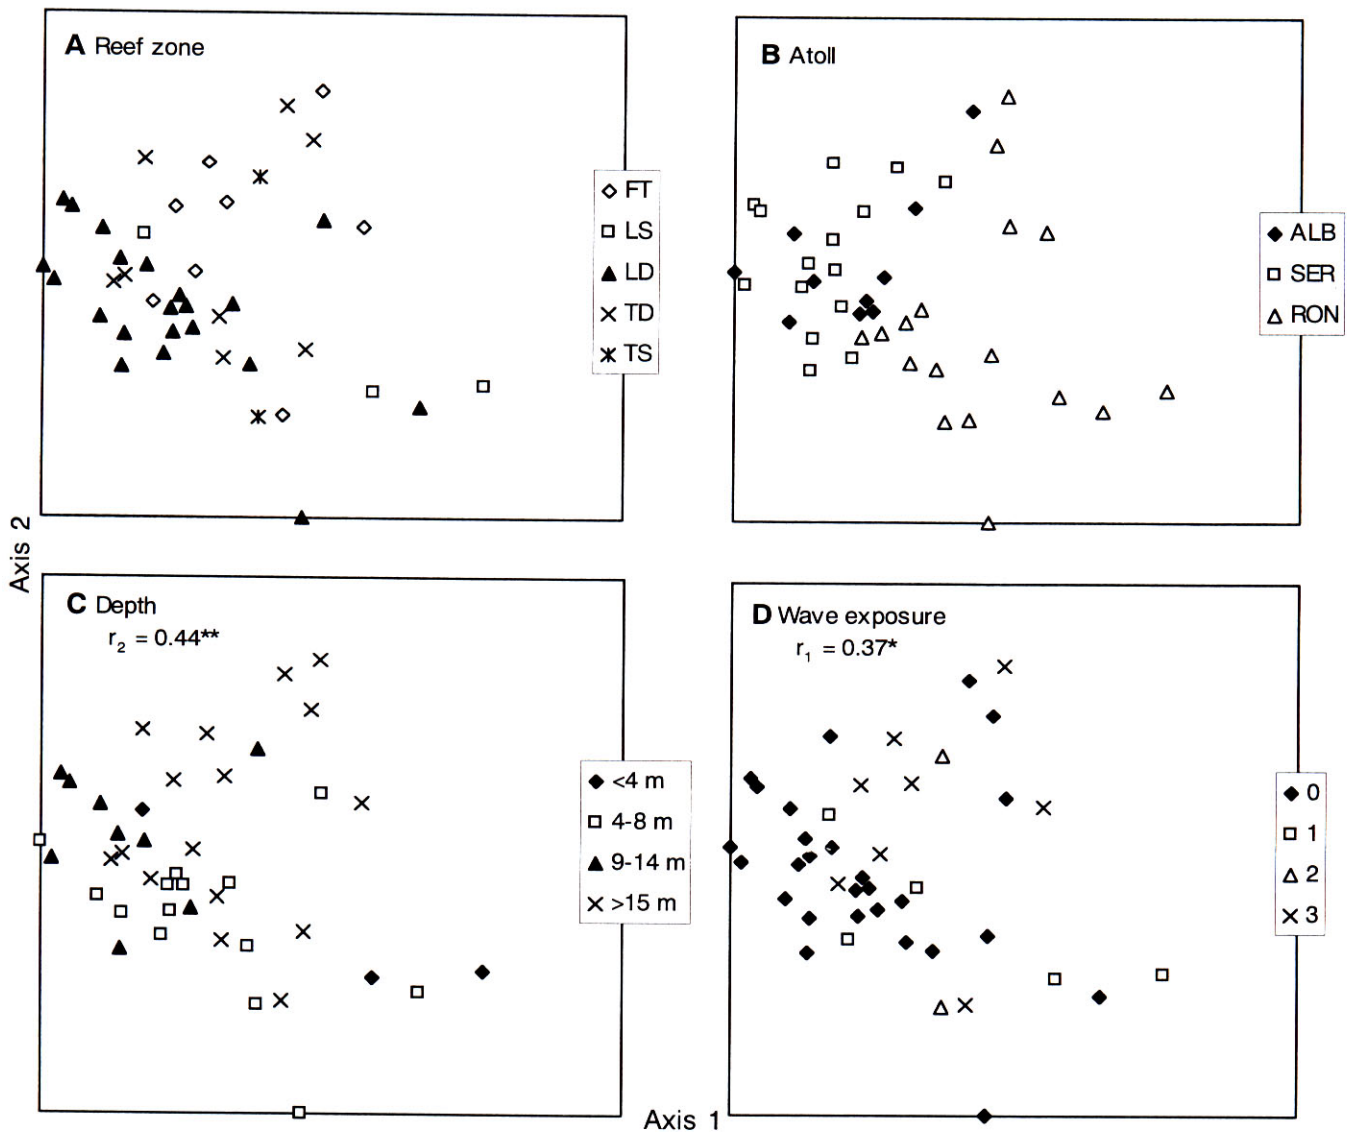 A Reef zone
FT
LS
LD
TD
TS
B Atoll
ALB
SER
RON
Axis 2
C Depth
r2 = 0.44**
<4 m
4-8 m
9-14 m
>15 m
D Wave exposure
r1 = 0.37*
0
1
2
3
Axis 1